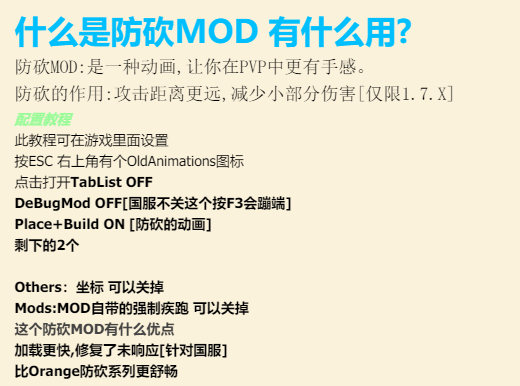 什么是防砍MOD 有什么用?
防砍MOD:是一种动画,让你在PVP中更有手感。
防砍的作用:攻击距离更远,减少小部分伤害[仅限1.7.X]
配置教程
此教程可在游戏里面设置
按ESC 右上角有个OldAnimations图标
点击打开TabList OFF
DeBugMod OFF[国服不关这个按F3会蹦端]
Place+Build ON [防砍的动画]
剩下的2个
Others：坐标 可以关掉
Mods:MOD自带的强制疾跑 可以关掉
这个防砍MOD有什么优点
加载更快,修复了未响应[针对国服]
比Orange防砍系列更舒畅